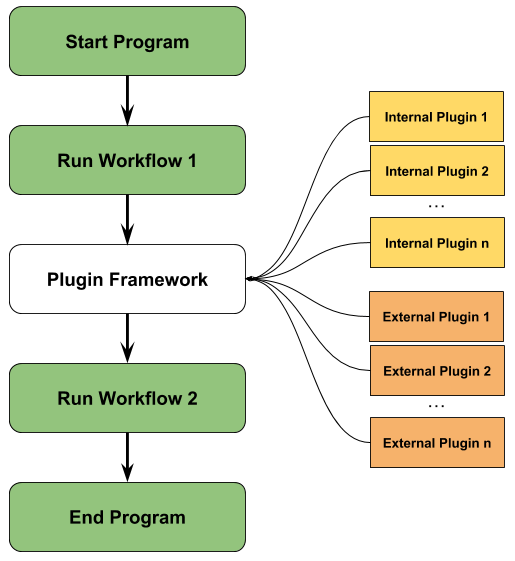 Start Program
Run Workflow 1
Plugin Framework
Run Workflow 2
End Program
Internal Plugin 1
Internal Plugin 2
...
Internal Plugin n
External Plugin 1
External Plugin 2
...
External Plugin n